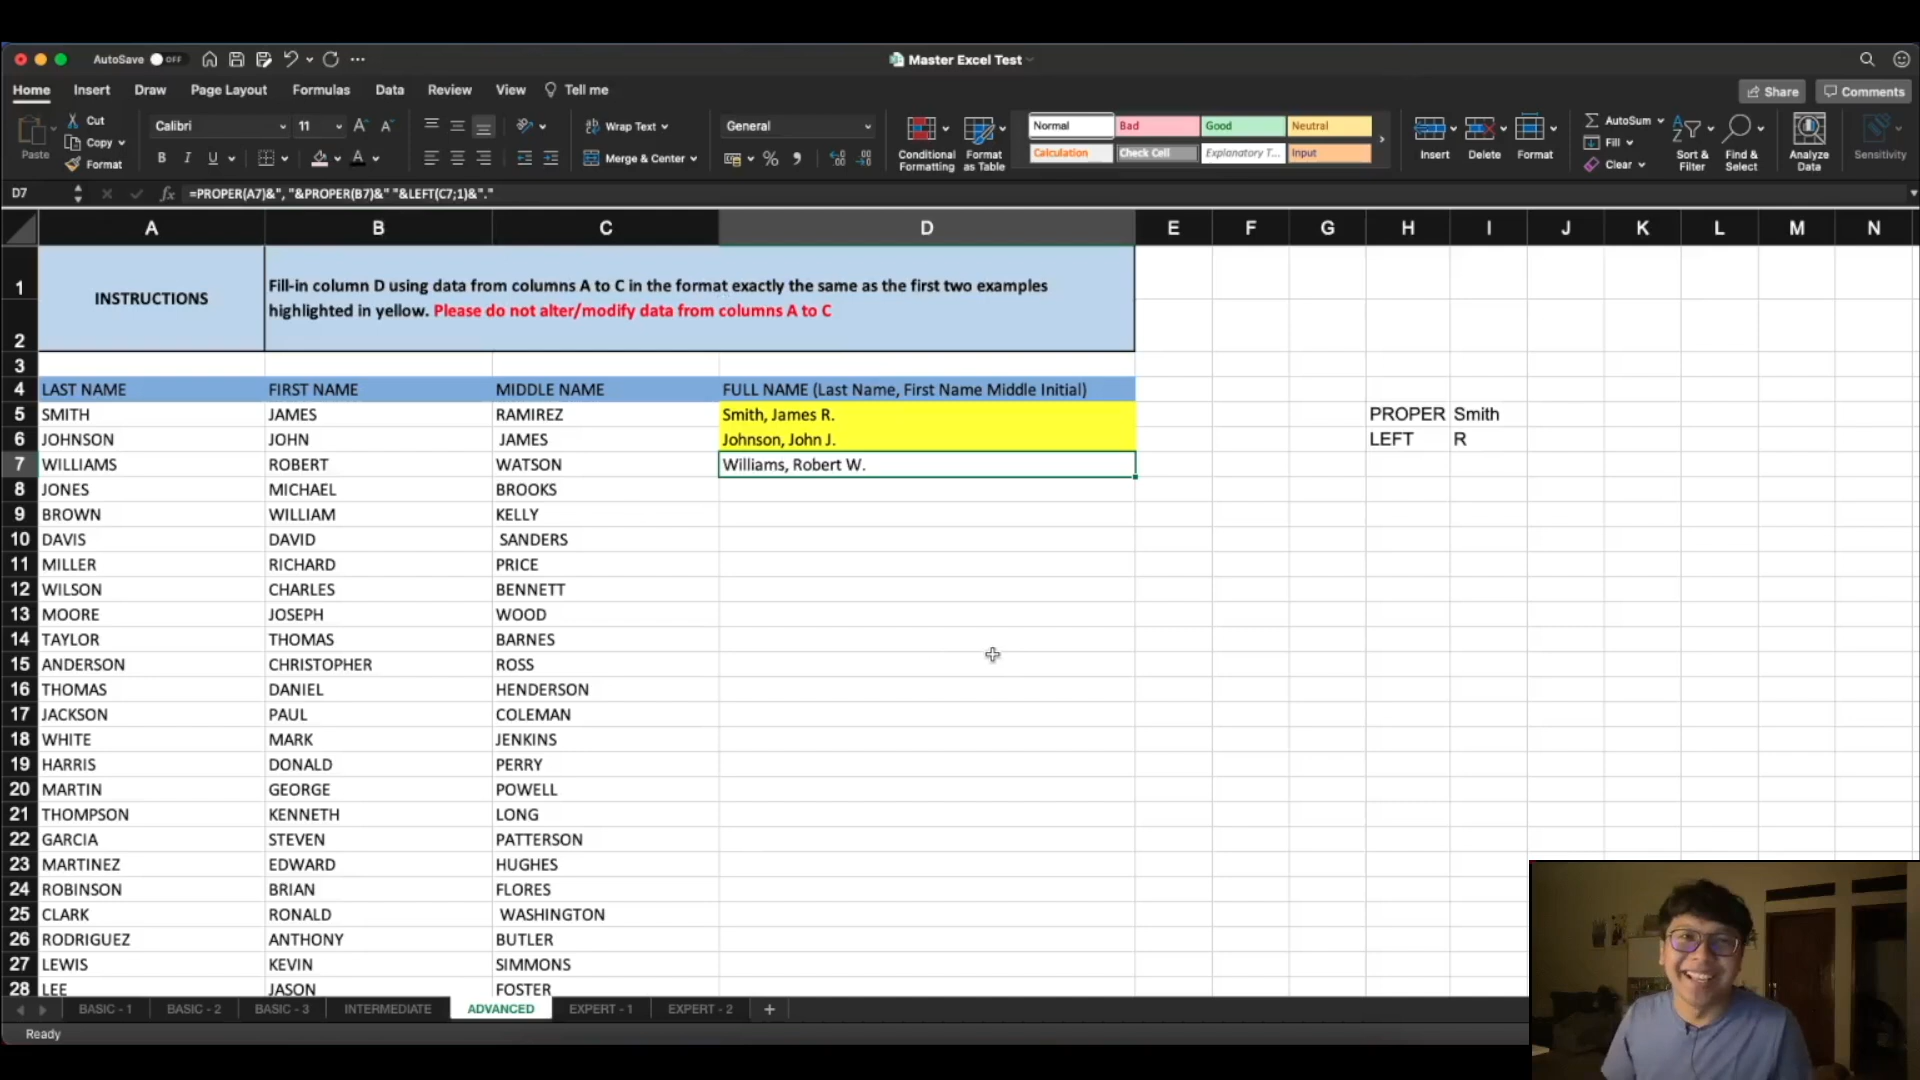 AutoSave OFF
Master Excel Test
Home Insert Draw Page Layout Formulas Data Review View Tell me
Share Comments
Paste
Cut
Copy
Format
Calibri 11
B I U
Wrap Text
Merge & Center
General
Conditional Formatting
Format as Table
Normal Bad Good Neutral
Calculation Check Cell Explanatory T... Input
Insert Delete Format
AutoSum
Fill
Clear
Sort & Filter
Find & Select
Analyze Data
Sensitivity
D7 fx =PROPER(A7)&", "&PROPER(B7)&" "&LEFT(C7;1)&"."
A B C D E F G H I J K L M N
1
2
INSTRUCTIONS
Fill-in column D using data from columns A to C in the format exactly the same as the first two examples
highlighted in yellow. Please do not alter/modify data from columns A to C
3
4 LAST NAME FIRST NAME MIDDLE NAME FULL NAME (Last Name, First Name Middle Initial)
5 SMITH JAMES RAMIREZ Smith, James R. PROPER Smith
6 JOHNSON JOHN JAMES Johnson, John J. LEFT R
7 WILLIAMS ROBERT WATSON Williams, Robert W.
8 JONES MICHAEL BROOKS
9 BROWN WILLIAM KELLY
10 DAVIS DAVID SANDERS
11 MILLER RICHARD PRICE
12 WILSON CHARLES BENNETT
13 MOORE JOSEPH WOOD
14 TAYLOR THOMAS BARNES
15 ANDERSON CHRISTOPHER ROSS
16 THOMAS DANIEL HENDERSON
17 JACKSON PAUL COLEMAN
18 WHITE MARK JENKINS
19 HARRIS DONALD PERRY
20 MARTIN GEORGE POWELL
21 THOMPSON KENNETH LONG
22 GARCIA STEVEN PATTERSON
23 MARTINEZ EDWARD HUGHES
24 ROBINSON BRIAN FLORES
25 CLARK RONALD WASHINGTON
26 RODRIGUEZ ANTHONY BUTLER
27 LEWIS KEVIN SIMMONS
28 LEE JASON FOSTER
BASIC - 1 BASIC - 2 BASIC - 3 INTERMEDIATE ADVANCED EXPERT - 1 EXPERT - 2
Ready